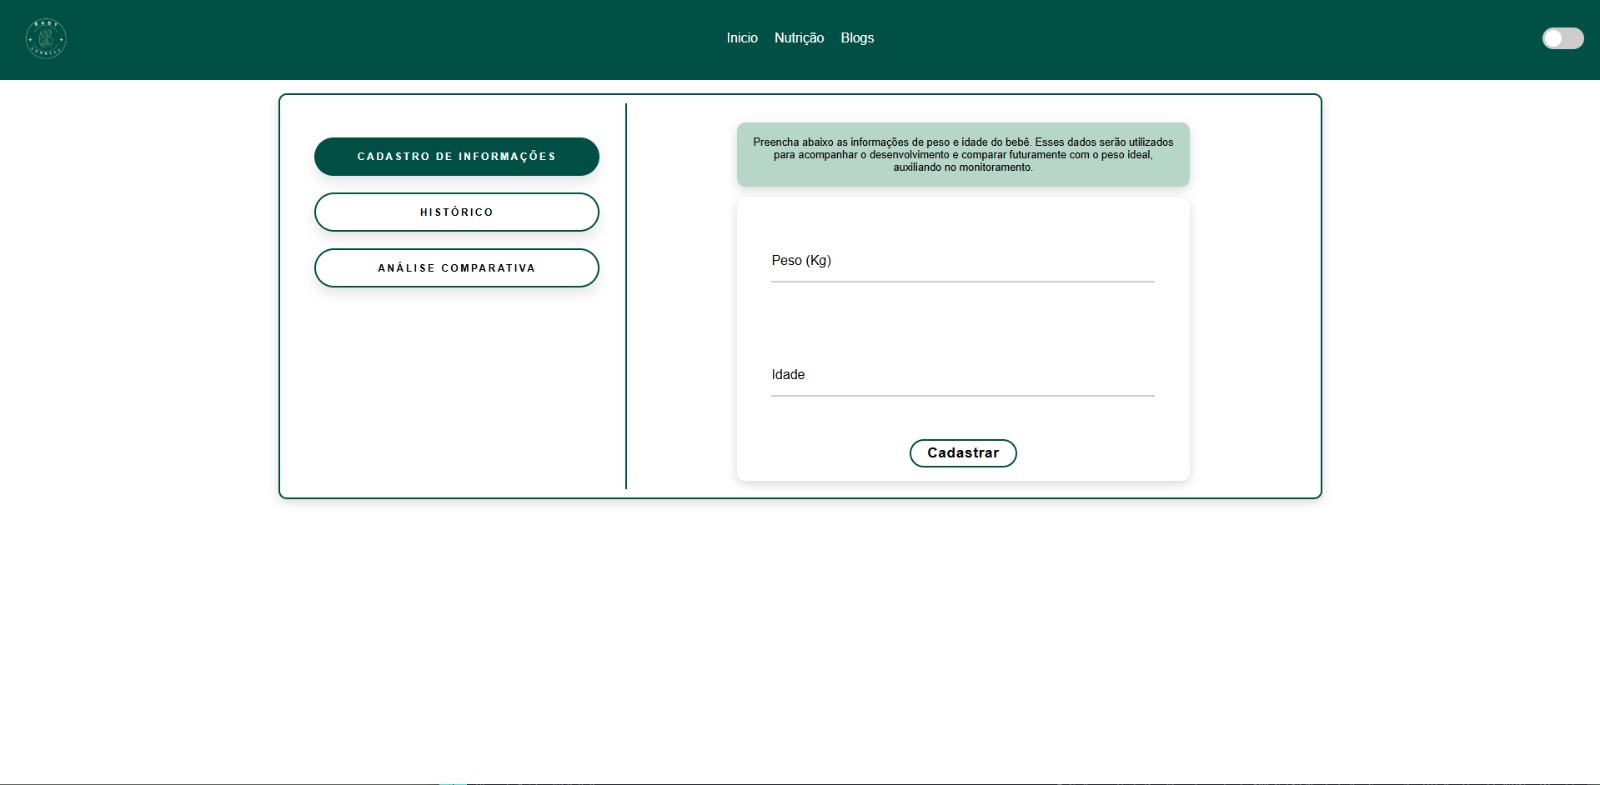 BABY
Inicio Nutrição Blogs
CADASTRO DE INFORMAÇÕES
HISTÓRICO
ANÁLISE COMPARATIVA
Preencha abaixo as informações de peso e idade do bebê. Esses dados serão utilizados
para acompanhar o desenvolvimento e comparar futuramente com o peso ideal,
auxiliando no monitoramento.
Peso (Kg)
Idade
Cadastrar